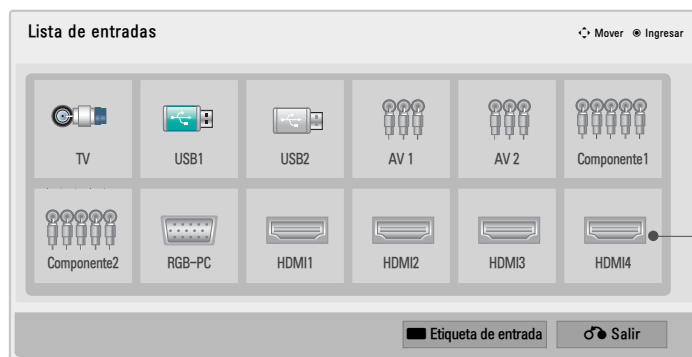 Lista de entradas
Mover Ingresar
TV USB1 USB2 AV 1 AV 2 Componente1
Componente2 RGB-PC HDMI1 HDMI2 HDMI3 HDMI4
Etiqueta de entrada Salir